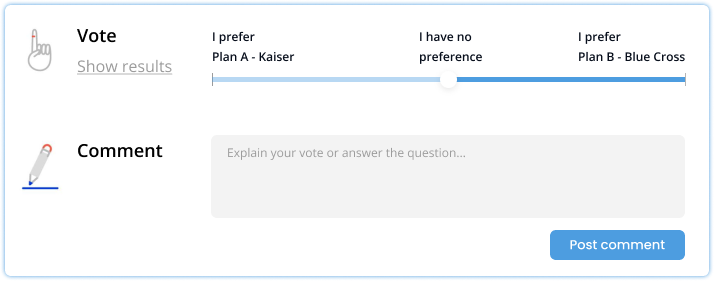 Vote
Show results
I prefer
Plan A - Kaiser
I have no
preference
I prefer
Plan B - Blue Cross
Comment
Explain your vote or answer the question...
Post comment